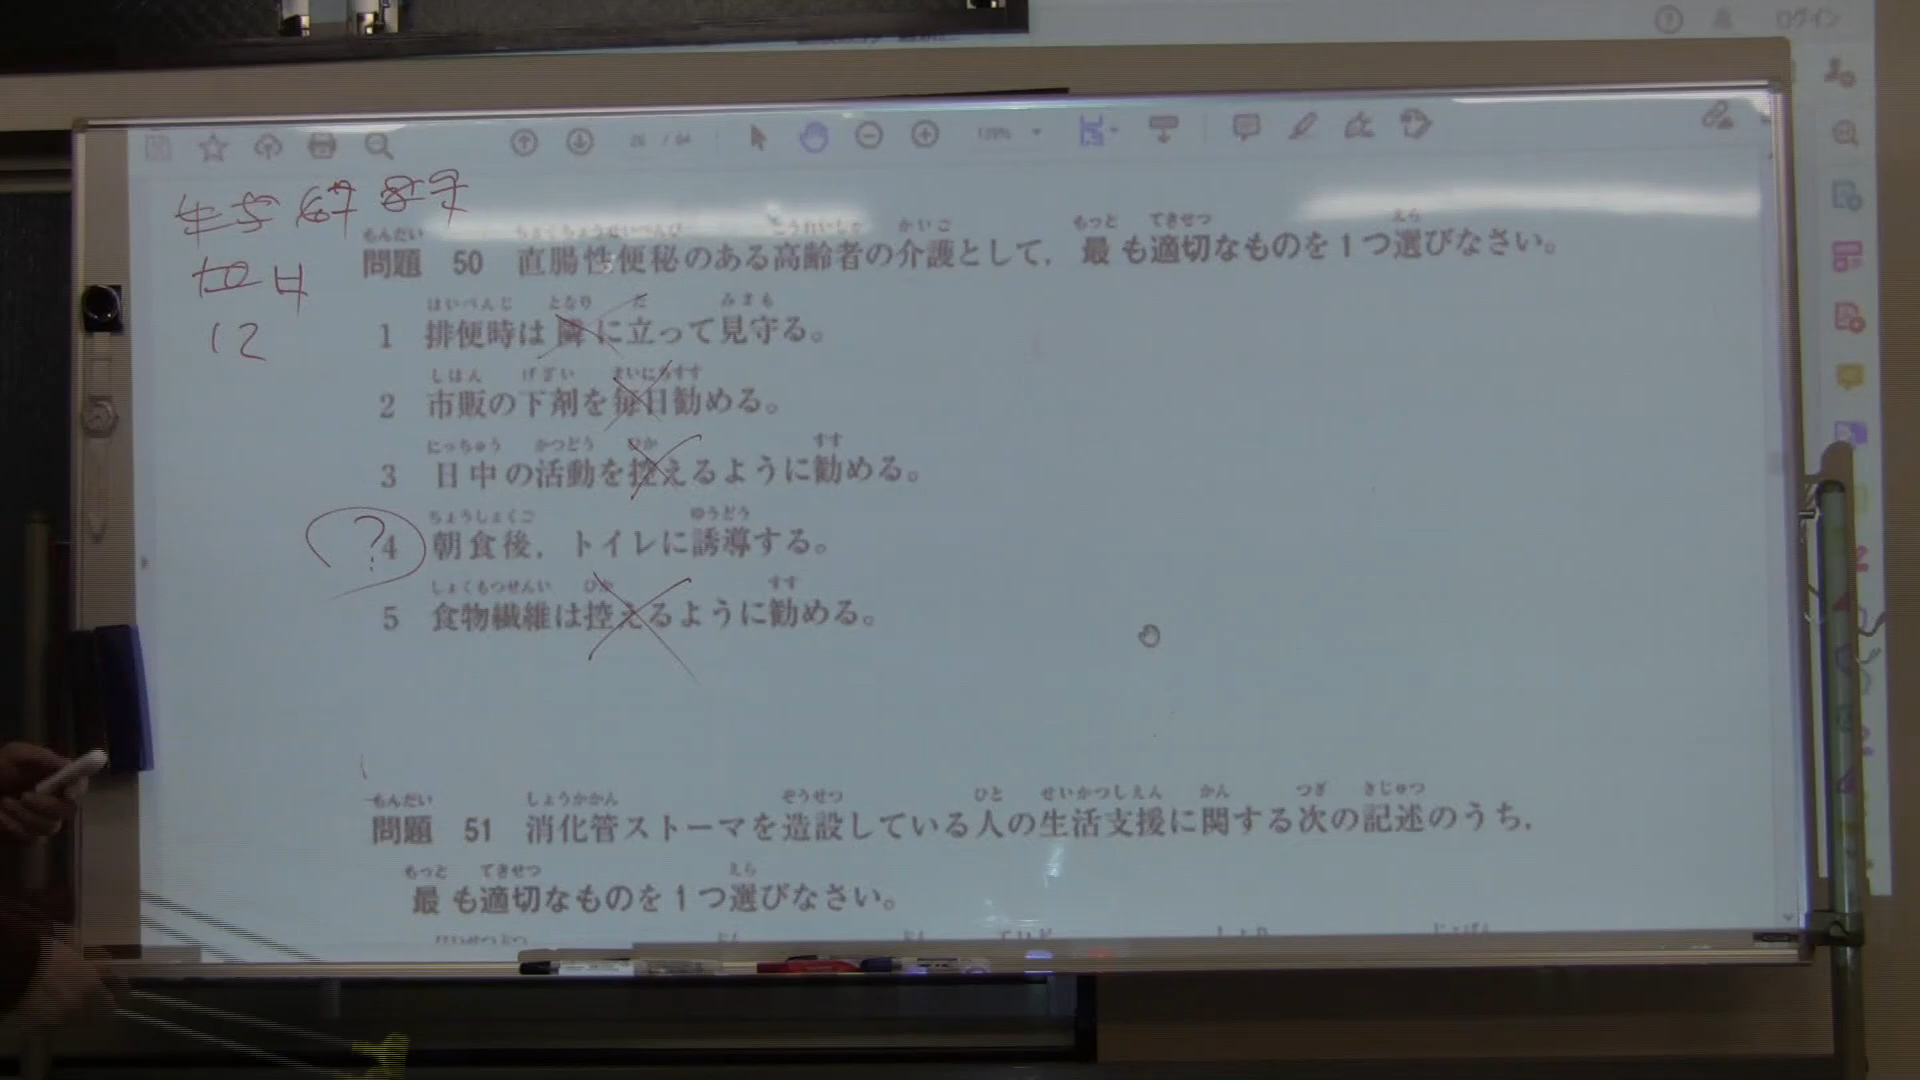 ログイン
12
問題 50 直腸性便秘のある高齢者の介護として，最も適切なものを1つ選びなさい。
1 排便時は隣に立って見守る。
2 市販の下剤を毎日勧める。
3 日中の活動を控えるように勧める。
?
4 朝食後，トイレに誘導する。
5 食物繊維は控えるように勧める。
問題 51 消化管ストーマを造設している人の生活支援に関する次の記述のうち，
最も適切なものを1つ選びなさい。